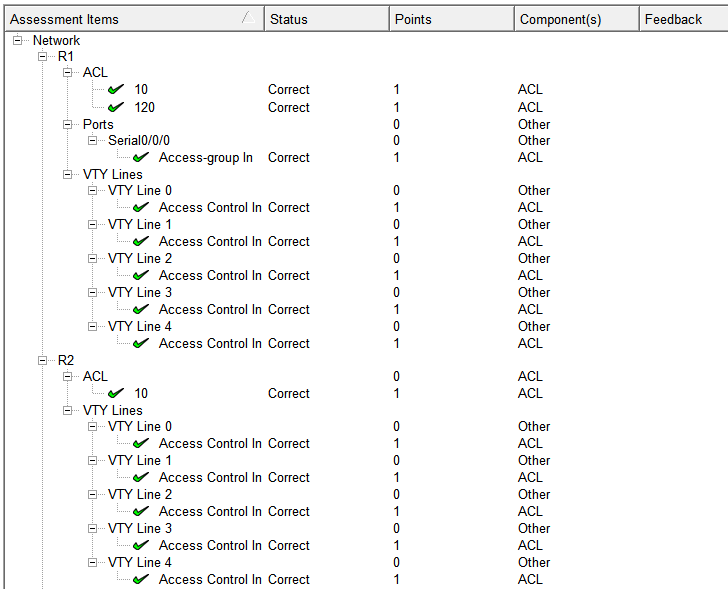 Assessment Items Status Points Component(s) Feedback
Network
R1
ACL
10 Correct 1 ACL
120 Correct 1 ACL
Ports 0 Other
Serial0/0/0 0 Other
Access-group In Correct 1 ACL
VTY Lines
VTY Line 0 0 Other
Access Control In Correct 1 ACL
VTY Line 1 0 Other
Access Control In Correct 1 ACL
VTY Line 2 0 Other
Access Control In Correct 1 ACL
VTY Line 3 0 Other
Access Control In Correct 1 ACL
VTY Line 4 0 Other
Access Control In Correct 1 ACL
R2
ACL 0 ACL
10 Correct 1 ACL
VTY Lines
VTY Line 0 0 Other
Access Control In Correct 1 ACL
VTY Line 1 0 Other
Access Control In Correct 1 ACL
VTY Line 2 0 Other
Access Control In Correct 1 ACL
VTY Line 3 0 Other
Access Control In Correct 1 ACL
VTY Line 4 0 Other
Access Control In Correct 1 ACL